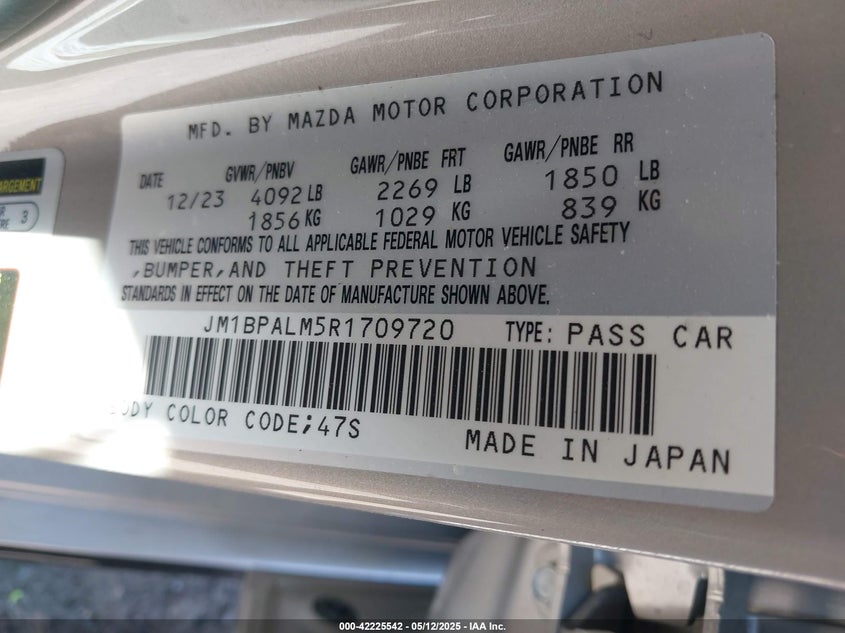 MFD. BY MAZDA MOTOR CORPORATION
DATE GVWR/PNBV GAWR/PNBE FRT GAWR/PNBE RR
12/23 4092 LB 2269 LB 1850 LB
1856 KG 1029 KG 839 KG
THIS VEHICLE CONFORMS TO ALL APPLICABLE FEDERAL MOTOR VEHICLE SAFETY
,BUMPER,AND THEFT PREVENTION
STANDARDS IN EFFECT ON THE DATE OF MANUFACTURE SHOWN ABOVE.
JM1BPALM5R1709720 TYPE: PASS CAR
COLOR CODE;47S
MADE IN JAPAN
3
000-42225542 - 05/12/2025 - IAA Inc.